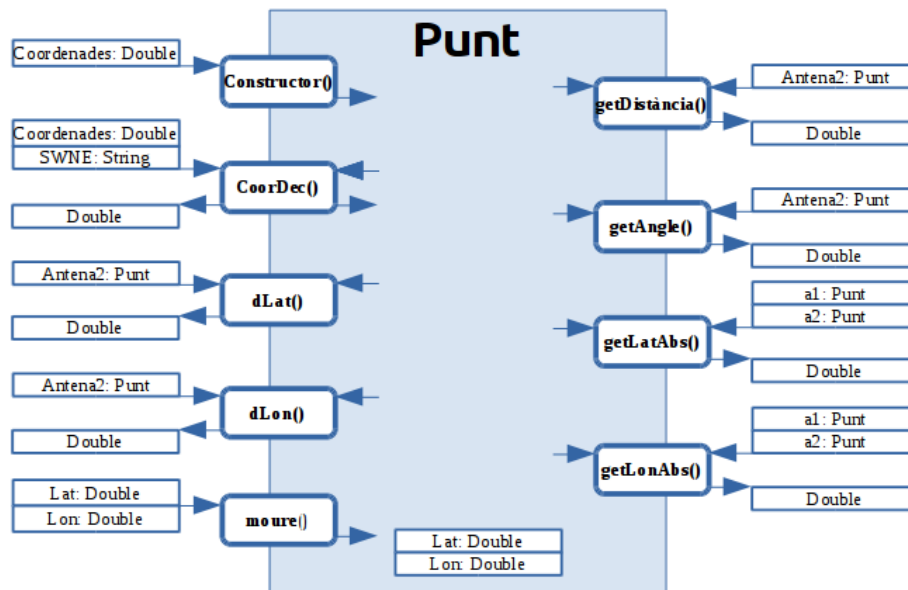 Punt
Coordenades: Double
Constructor()
Coordenades: Double
SWNE: String
CoorDec()
Double
Antena2: Punt
dLat()
Double
Antena2: Punt
dLon()
Double
Lat: Double
Lon: Double
moure()
Lat: Double
Lon: Double
Antena2: Punt
getDistància()
Double
Antena2: Punt
getAngle()
Double
a1: Punt
a2: Punt
getLatAbs()
Double
a1: Punt
a2: Punt
getLonAbs()
Double